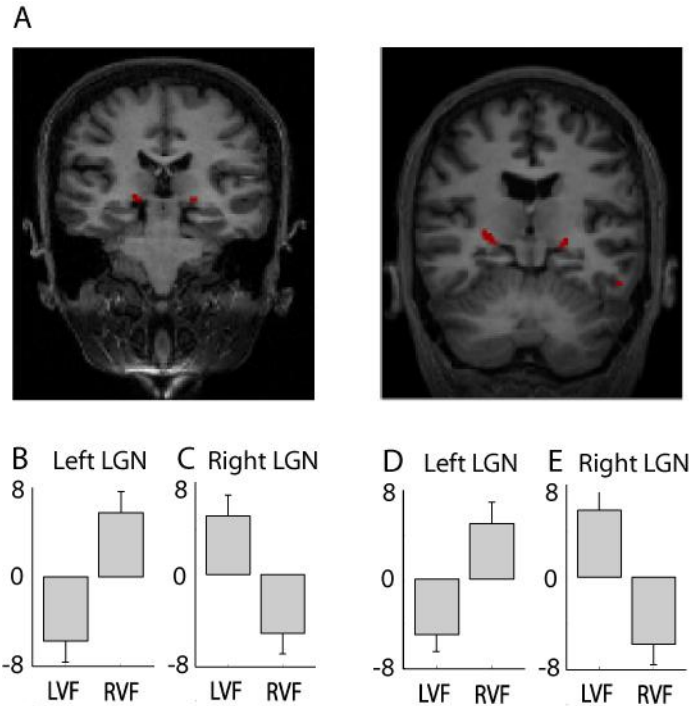 A
B Left LGN
8
0
-8
LVF RVF
C Right LGN
8
0
-8
LVF RVF
D Left LGN
8
0
-8
LVF RVF
E Right LGN
8
0
-8
LVF RVF